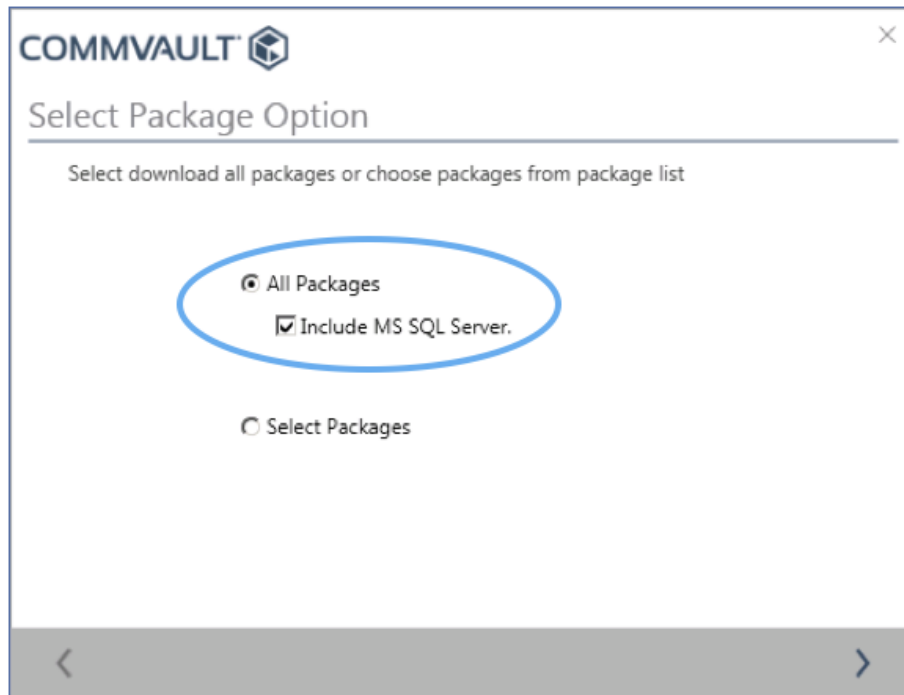 COMMVAULT
Select Package Option
Select download all packages or choose packages from package list
All Packages
Include MS SQL Server.
Select Packages